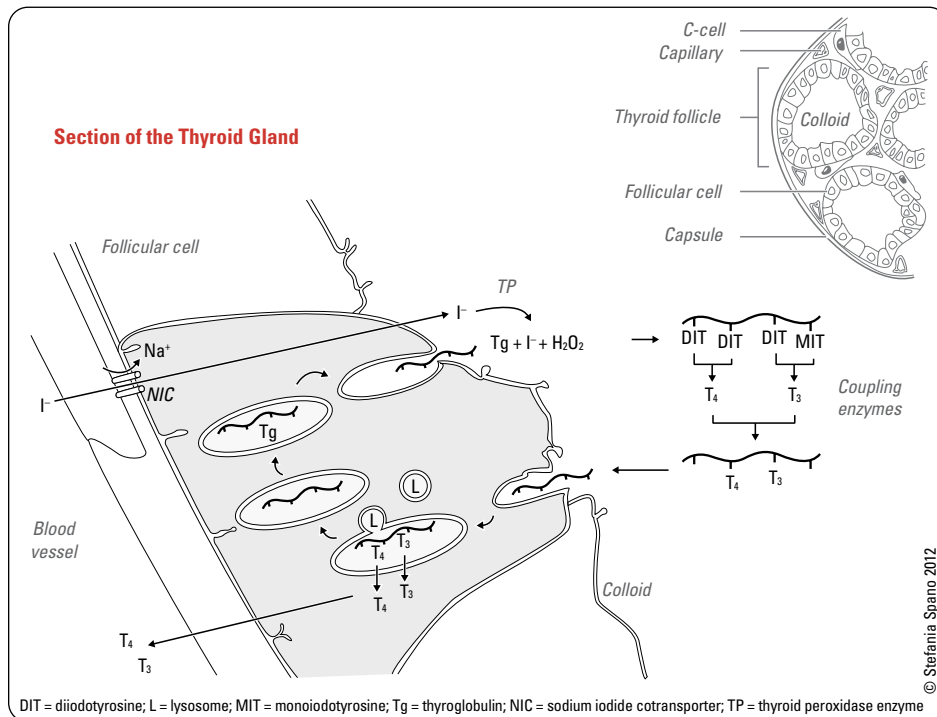 C-cell
Capillary
Thyroid follicle
Colloid
Section of the Thyroid Gland
Follicular cell
Capsule
Follicular cell
TP
I⁻
Tg + I⁻ + H₂O₂
Na⁺
NIC
I⁻
DIT DIT DIT MIT
T₄ T₃
Coupling
enzymes
Tg
T₄ T₃
L
L
T₄ T₃
T₄ T₃
Blood
vessel
Colloid
T₄
T₃
© Stefania Spano 2012
DIT = diiodotyrosine; L = lysosome; MIT = monoiodotyrosine; Tg = thyroglobulin; NIC = sodium iodide cotransporter; TP = thyroid peroxidase enzyme